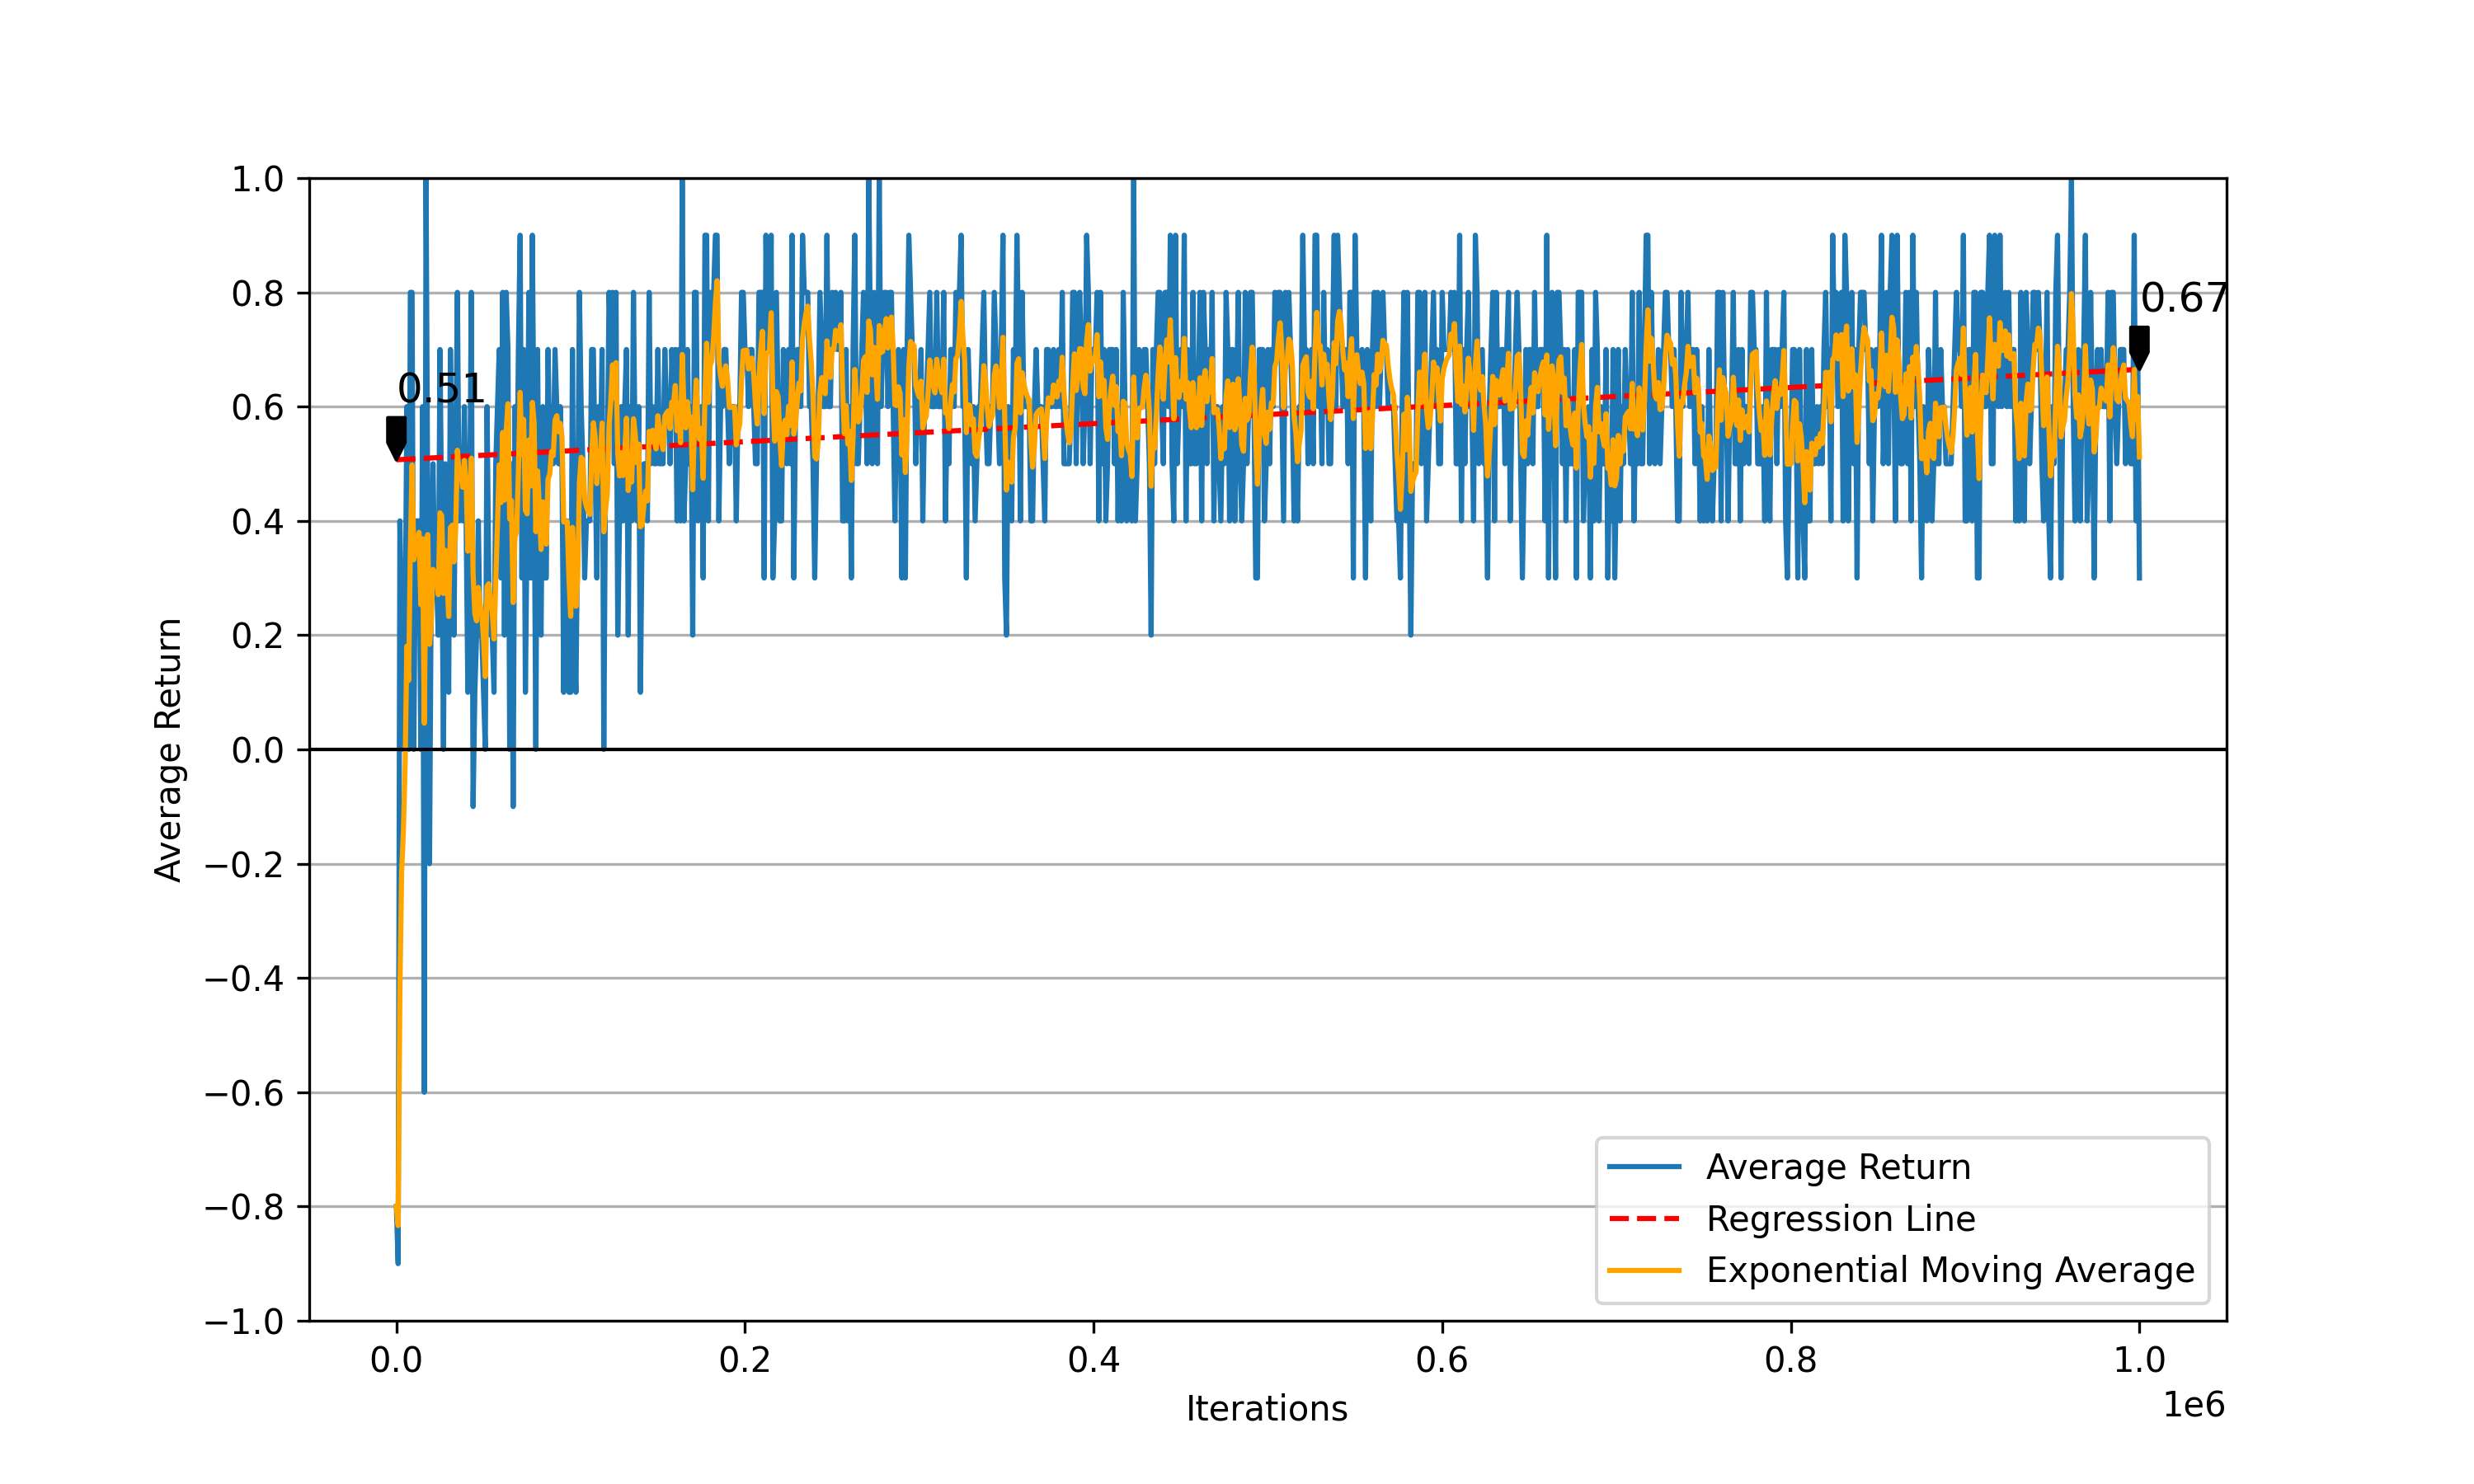 1.0
0.8
0.67
0.51
0.6
0.4
0.2
0.0
−0.2
−0.4
−0.6
−0.8
−1.0
Average Return
Average Return
Regression Line
Exponential Moving Average
0.0 0.2 0.4 0.6 0.8 1.0
Iterations
1e6